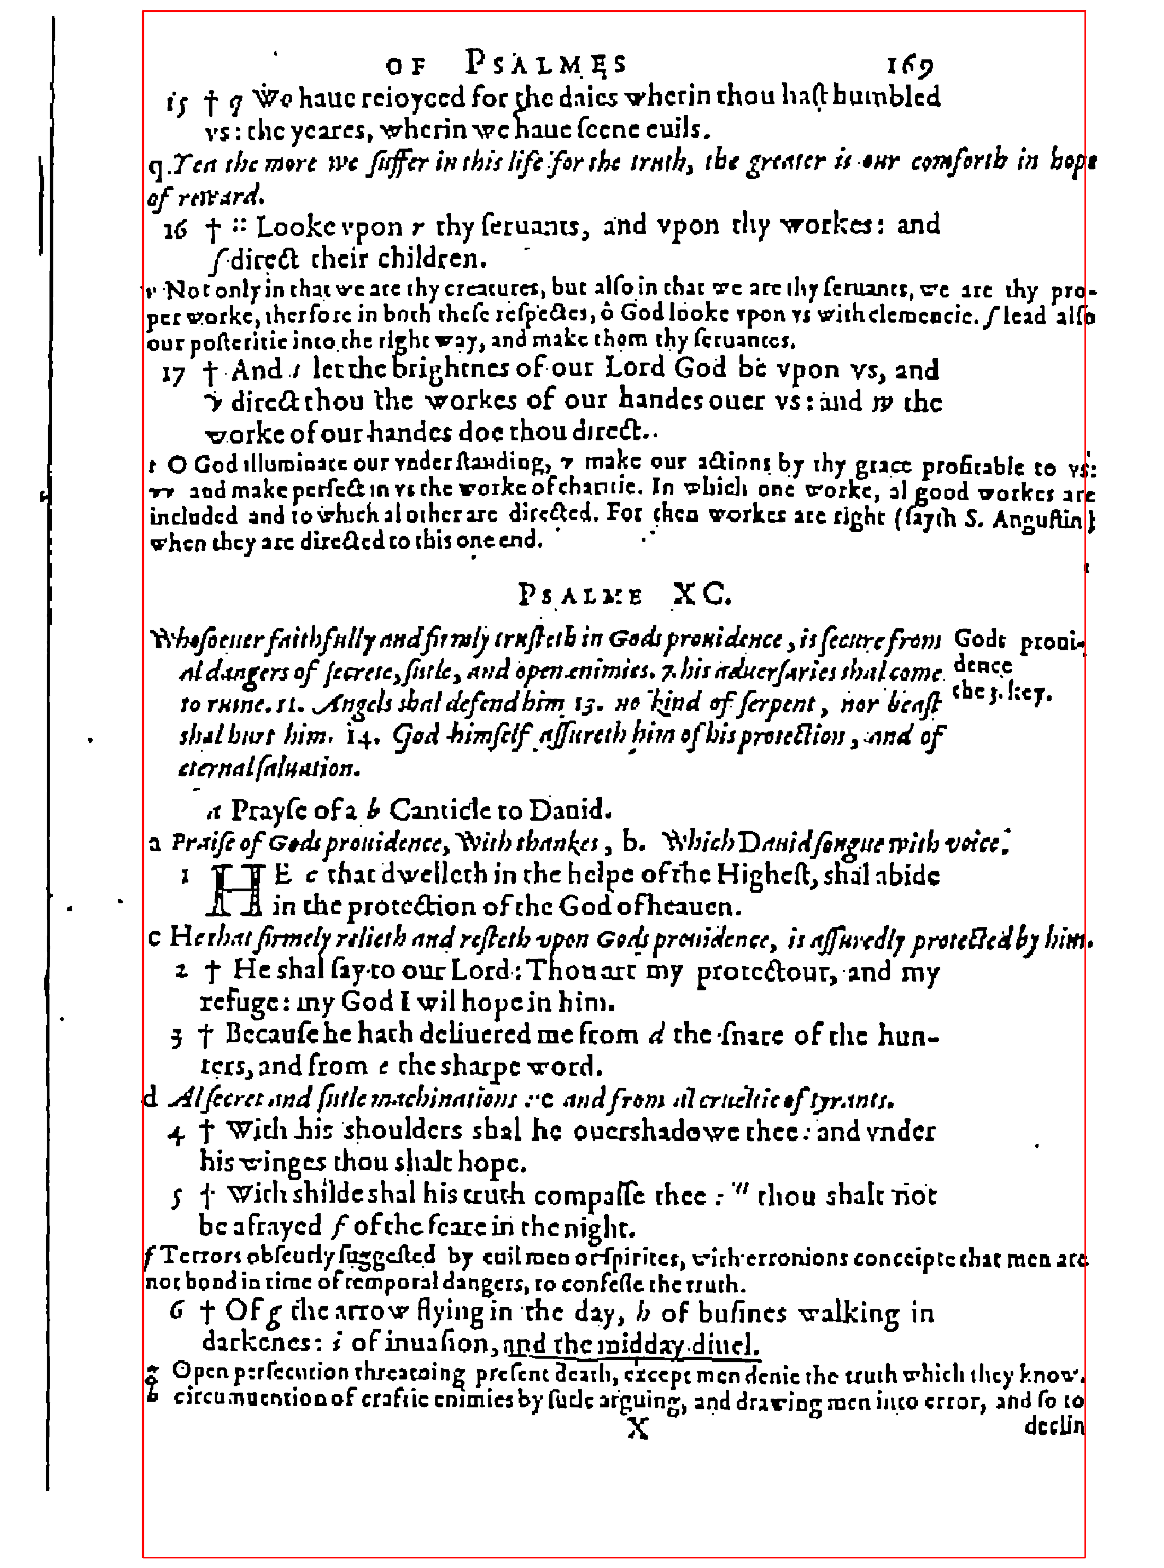 OF PSALMES 169
15 † q We haue reioyced for the daies wherin thou haſt humbled
vs: the yeares, wherin we haue ſeene euils.
q. Yea the more we ſuffer in this life for the truth, the greater is our comforth in hope
of reward.
16 † :: Looke vpon r thy ſeruants, and vpon thy workes: and
ſ direct their children.
r Not only in that we are thy creatures, but alſo in that we are thy ſeruants, we are thy pro-
per worke, therfore in both theſe reſpectes, ô God looke vpon vs with clemencie. ſ lead alſo
our poſteritie into the right way, and make them thy ſeruantes.
17 † And t let the brightnes of our Lord God be vpon vs, and
v direct thou the workes of our handes ouer vs: and w the
worke of our handes doe thou direct.
t O God illuminate our vnderſtanding, v make our actions by thy grace profitable to vs:
vv and make perfect in vs the worke of charitie. In which one worke, al good workes are
included and to which al other are directed. For then workes are right (ſayth S. Auguſtin)
when they are directed to this one end.
PSALME XC.
Whoſoeuer faithfully and firmly truſteth in Gods prouidence, is ſecure from
al dangers of ſecrete, ſutle, and open enimies. 7. his aduerſaries shal come
to ruine. 11. Angels shal defend him 13. no kind of ſerpent, nor beaſt
shal hurt him. 14. God himſelf aſſureth him of his protection, and of
eternal ſaluation.
Gods proui-
dence
the 3. key.
a Prayſe of a b Canticle to Dauid.
a Praiſe of Gods prouidence, With thankes, b. Which Dauid ſongue with voice.
1 HE c that dwelleth in the helpe of the Higheſt, shal abide
in the protection of the God of heauen.
c He that firmely relieth and reſteth vpon Gods prouidence, is aſſuredly protected by him.
2 † He shal ſay to our Lord: Thou art my protectour, and my
refuge: my God I wil hope in him.
3 † Becauſe he hath deliuered me from d the ſnare of the hun-
ters, and from e the sharpe word.
d Al ſecret and ſutle machinations: e and from al crueltie of tyrants.
4 † With his shoulders shal he ouershadowe thee: and vnder
his winges thou shalt hope.
5 † With shilde shal his truth compaſſe thee: " thou shalt not
be afrayed f of the feare in the night.
f Terrors obſcurly ſuggeſted by euil men or ſpirites, with erronions conceipte that men are
not bond in time of temporal dangers, to confeſſe the truth.
6 † Of g the arrow flying in the day, h of buſines walking in
darkenes: i of inuaſion, and the midday diuel.
g Open perſecution threatning preſent death, except men denie the truth which they know.
h circumuention of craftie enimies by ſutle arguing, and drawing men into error, and ſo to
X declin